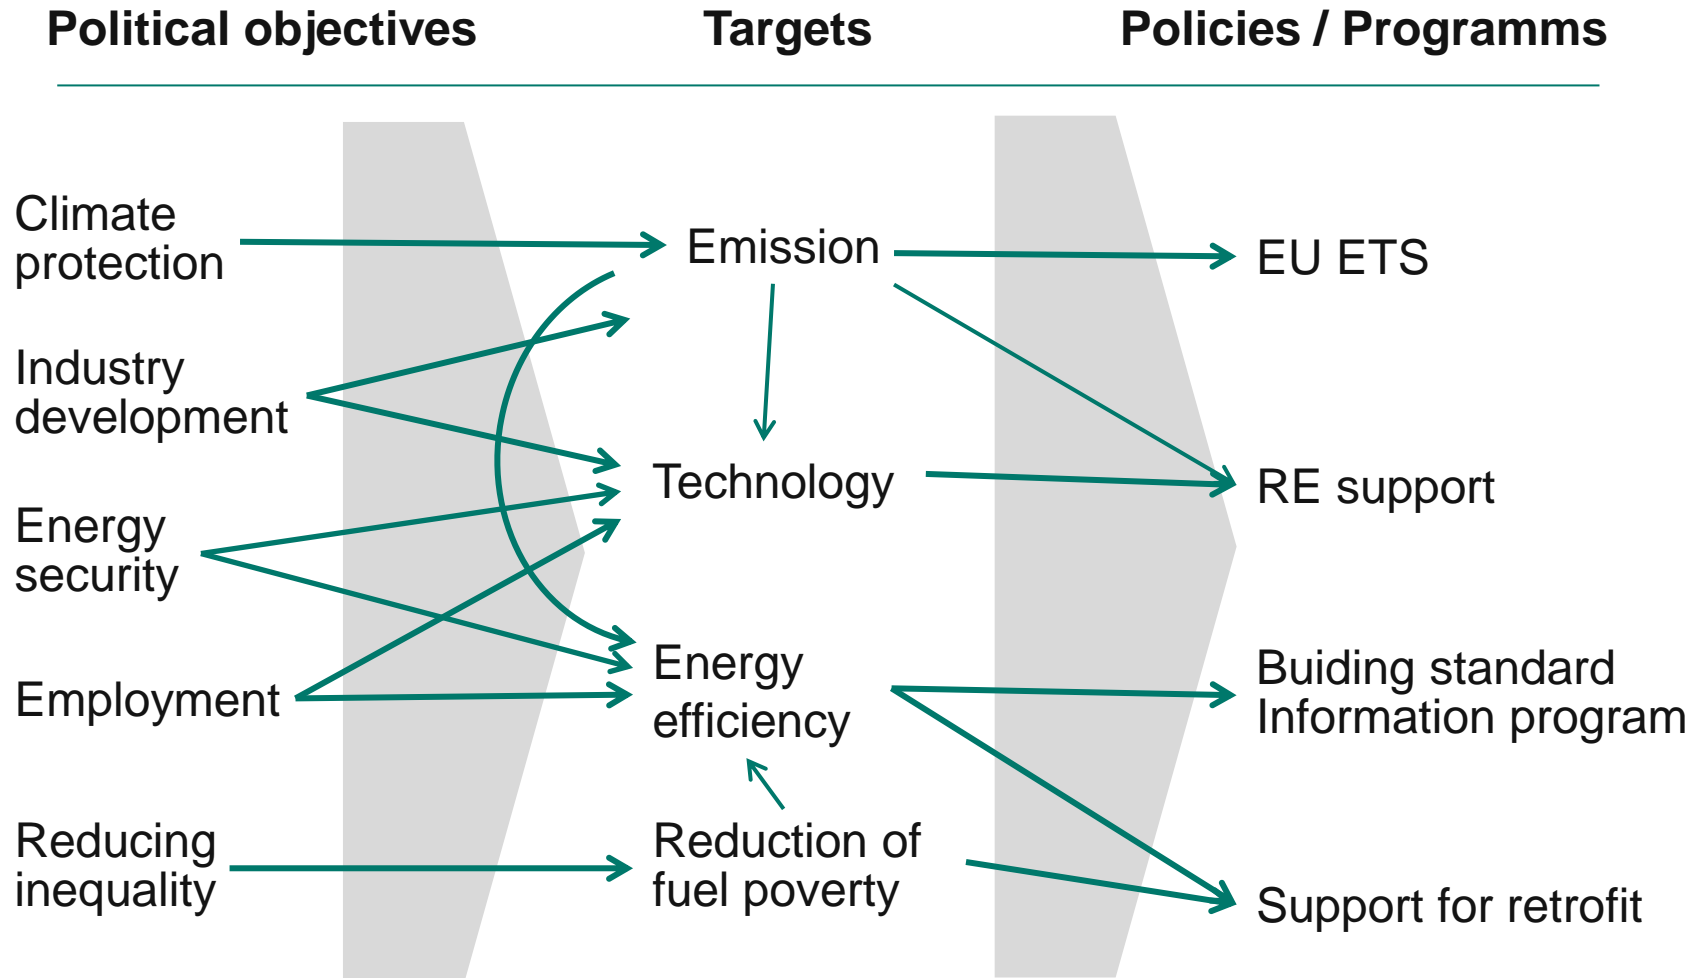 Political objectives
Targets
Policies / Programms
Climate
protection
Emission
EU ETS
Industry
development
Technology
RE support
Energy
security
Energy
efficiency
Buiding standard
Information program
Employment
Reducing
inequality
Reduction of
fuel poverty
Support for retrofit